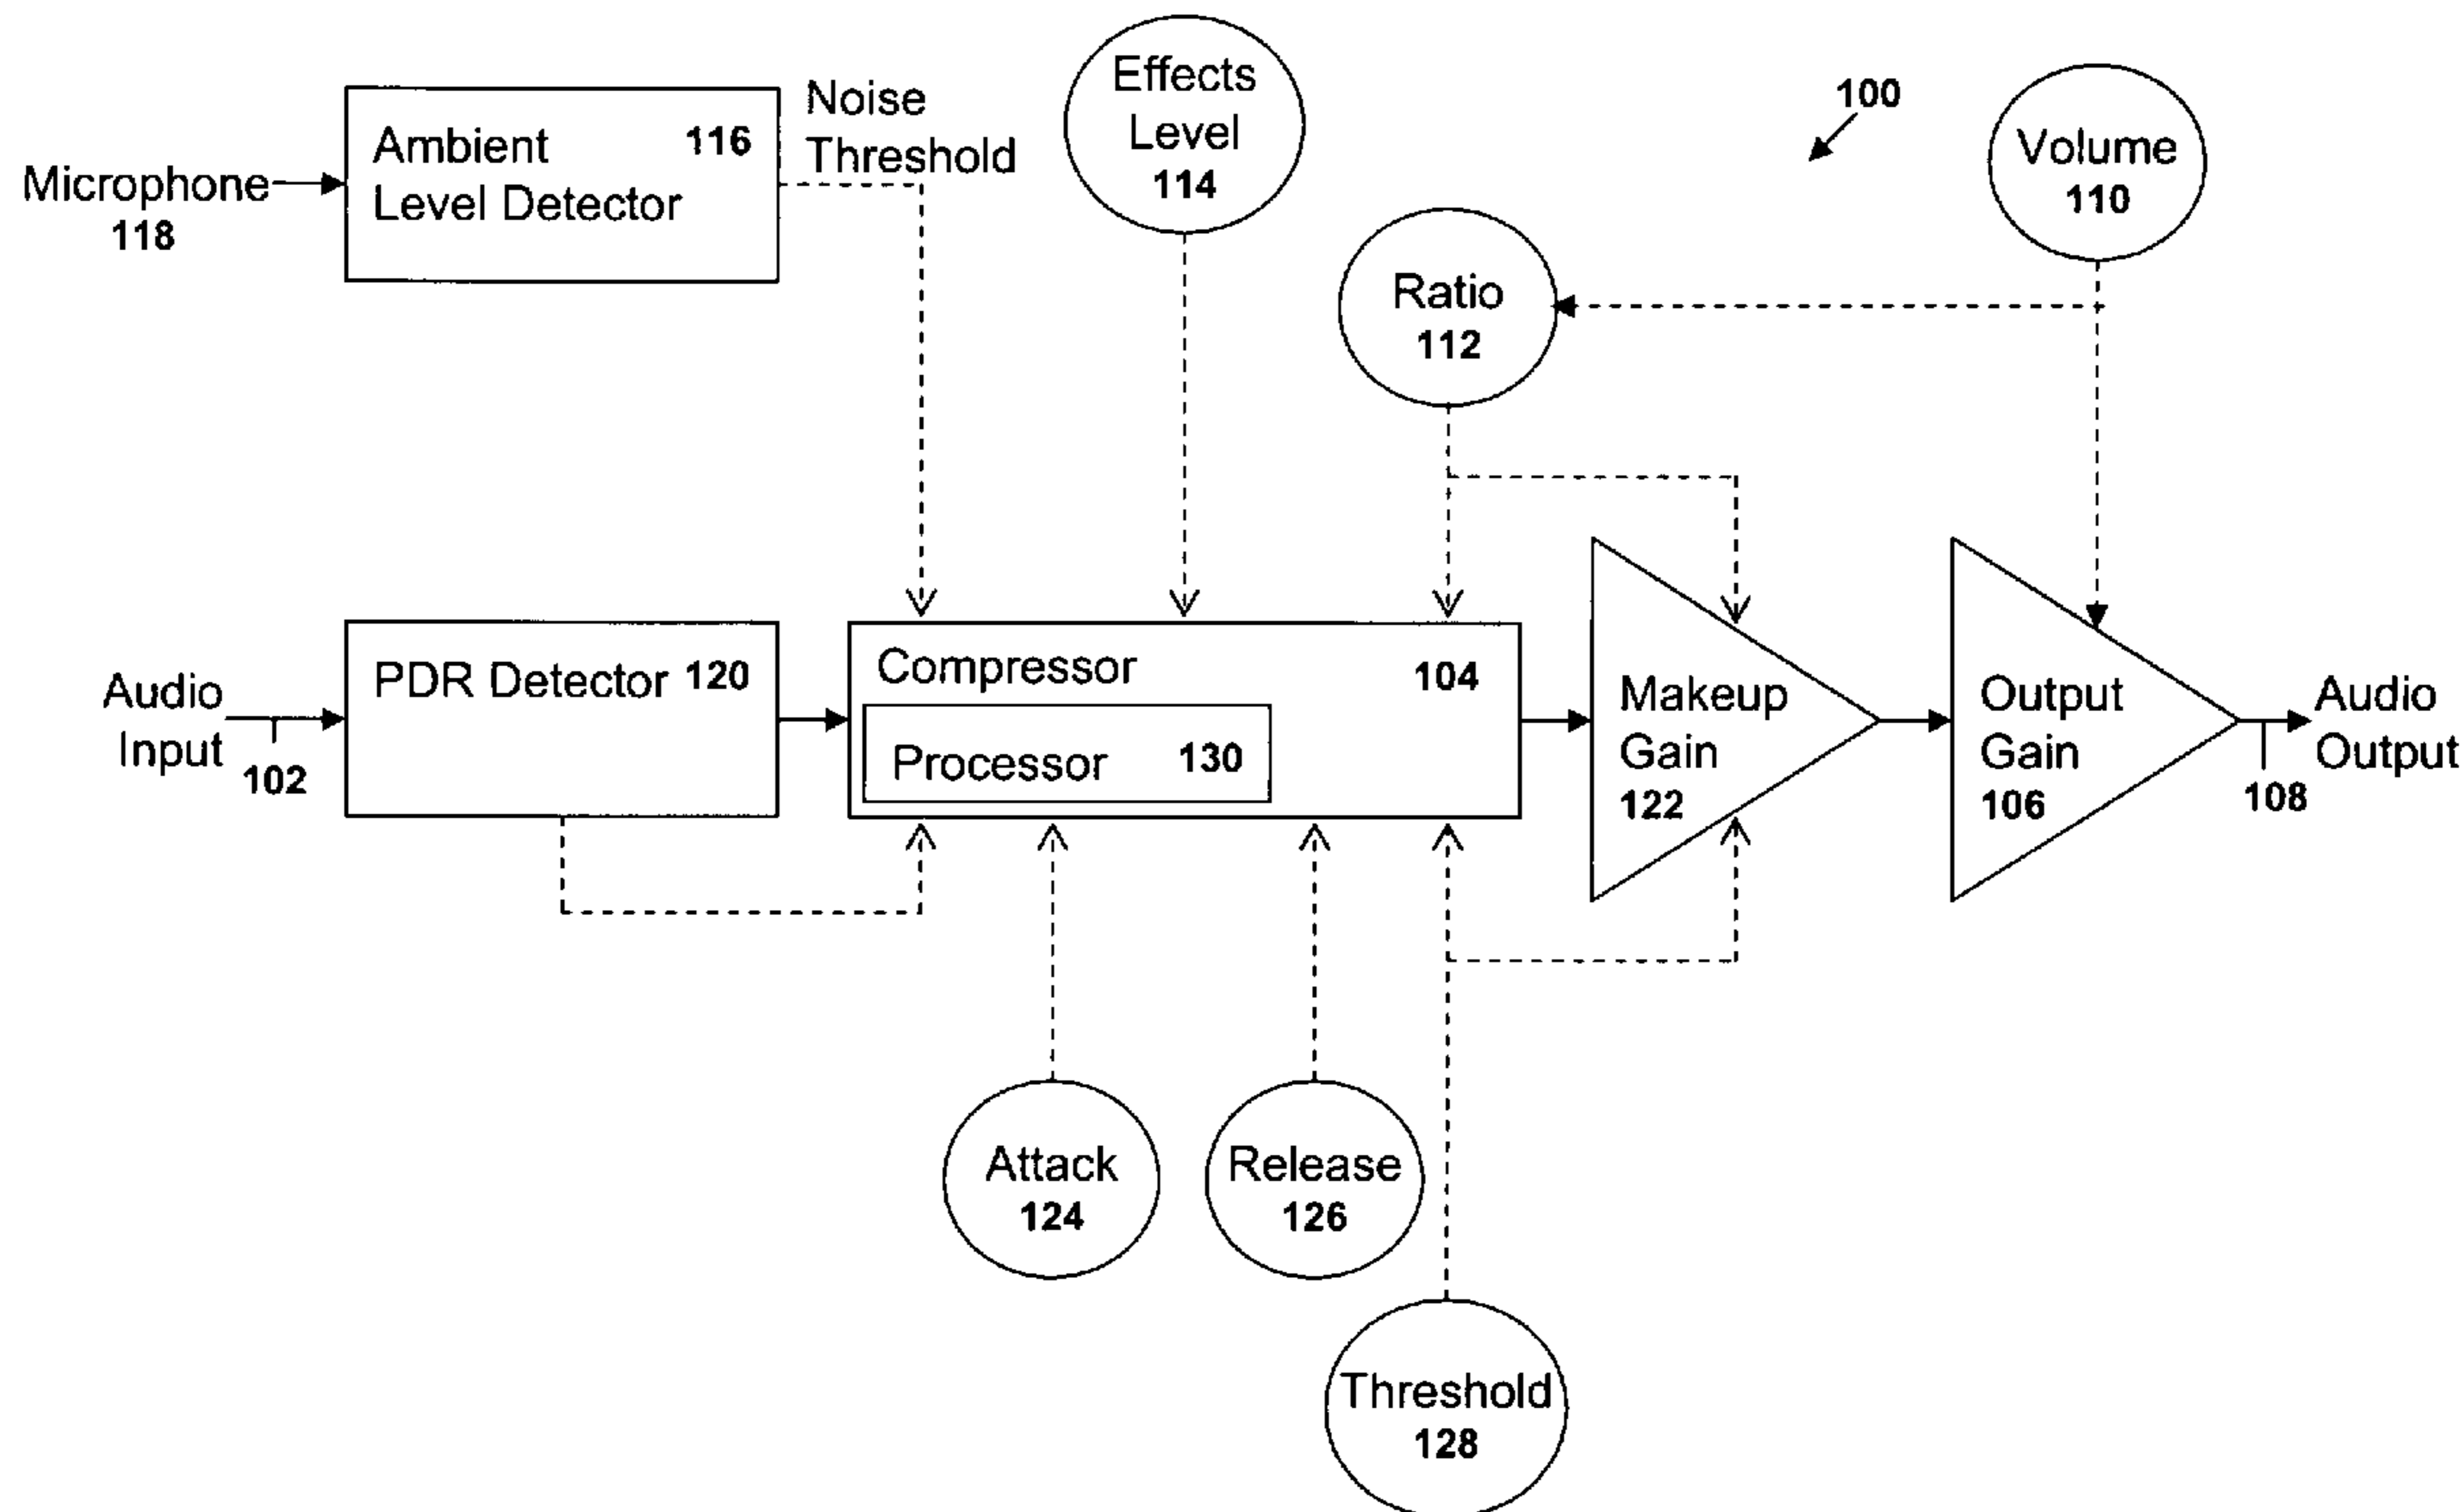 Effects
Level
114
100
Volume
110
Noise
Threshold
Ambient
Level Detector
116
Microphone
118
Ratio
112
Audio
Input
102
PDR Detector 120
Compressor
104
Processor 130
Makeup
Gain
122
Output
Gain
106
Audio
Output
108
Attack
124
Release
126
Threshold
128